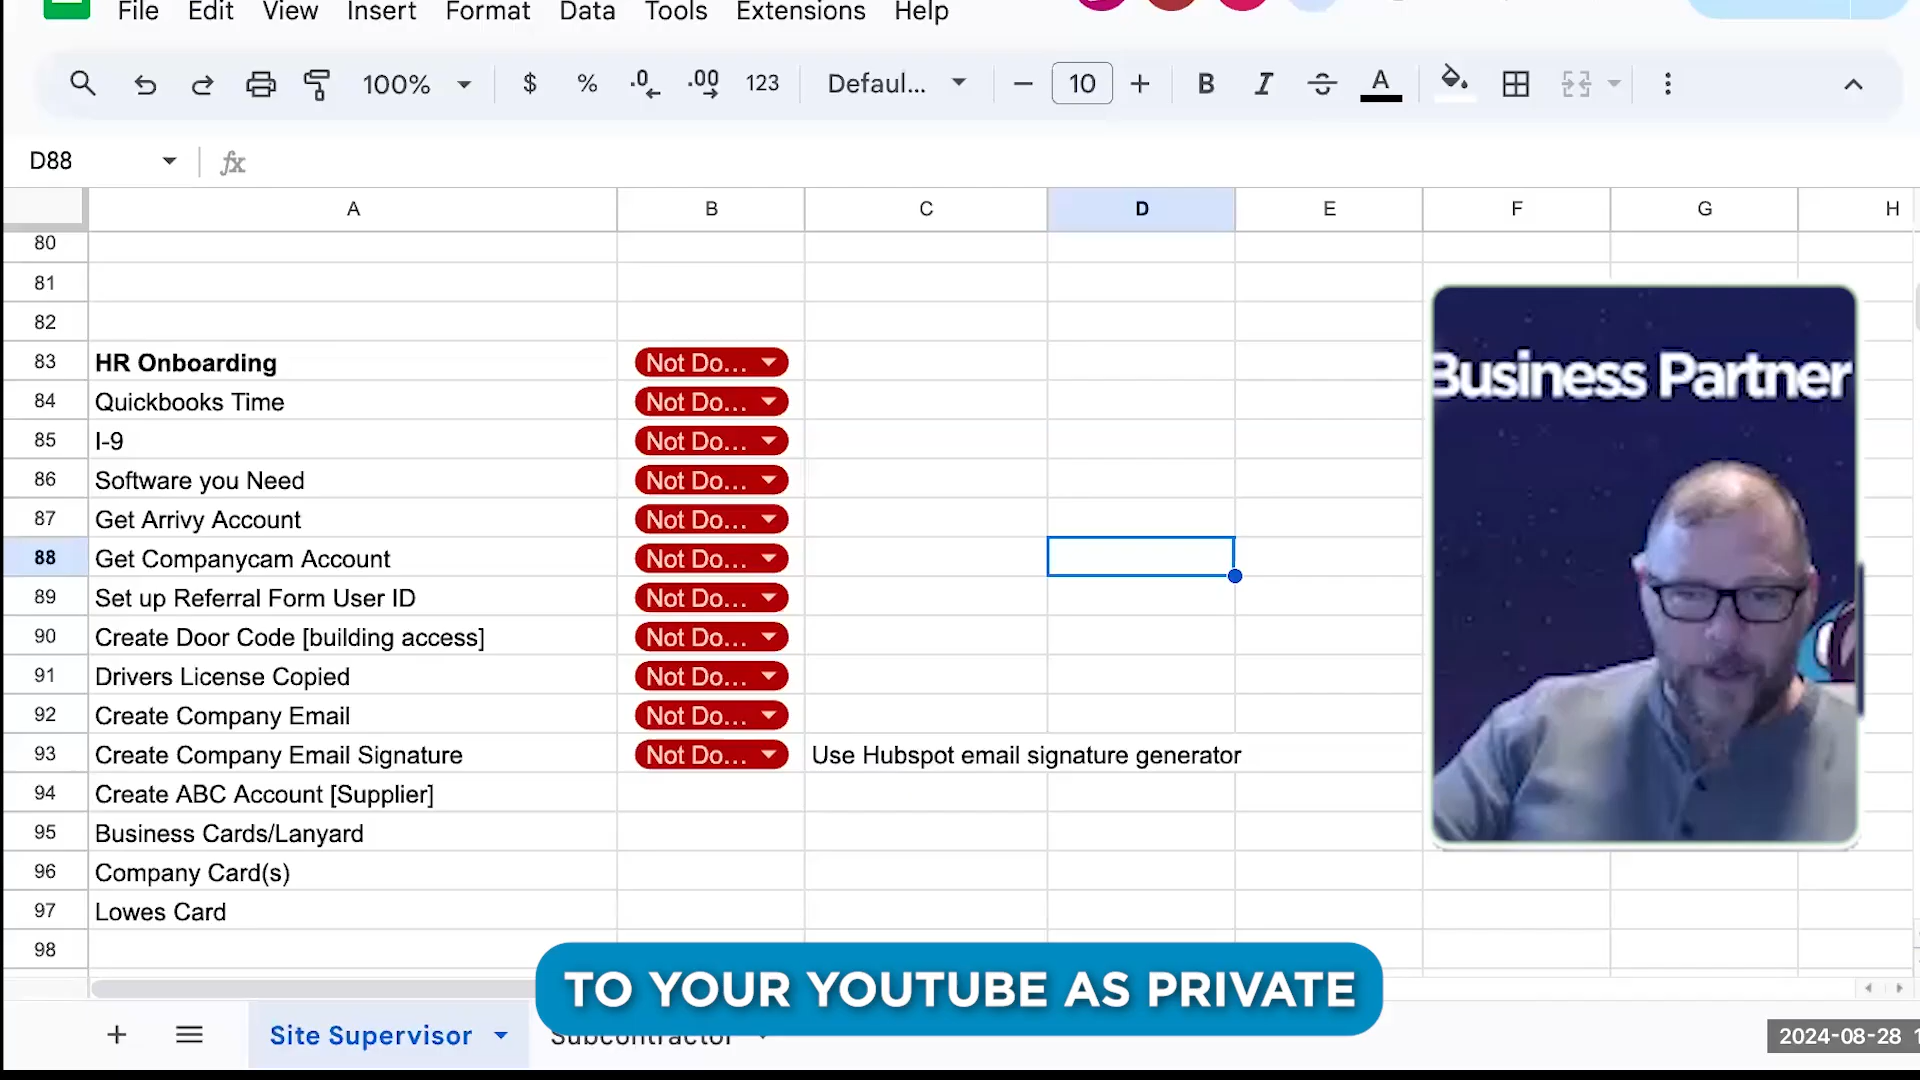 File Edit View Insert Format Data Tools Extensions Help
100% $ % .0 .00 123 Defaul... 10 B I A
D88 fx
A B C D E F G H
80
81
82
83 HR Onboarding Not Do...
84 Quickbooks Time Not Do...
85 I-9 Not Do...
86 Software you Need Not Do...
87 Get Arrivy Account Not Do...
88 Get Companycam Account Not Do...
89 Set up Referral Form User ID Not Do...
90 Create Door Code [building access] Not Do...
91 Drivers License Copied Not Do...
92 Create Company Email Not Do...
93 Create Company Email Signature Not Do... Use Hubspot email signature generator
94 Create ABC Account [Supplier]
95 Business Cards/Lanyard
96 Company Card(s)
97 Lowes Card
98
Business Partner
TO YOUR YOUTUBE AS PRIVATE
Site Supervisor Subcontractor
2024-08-28